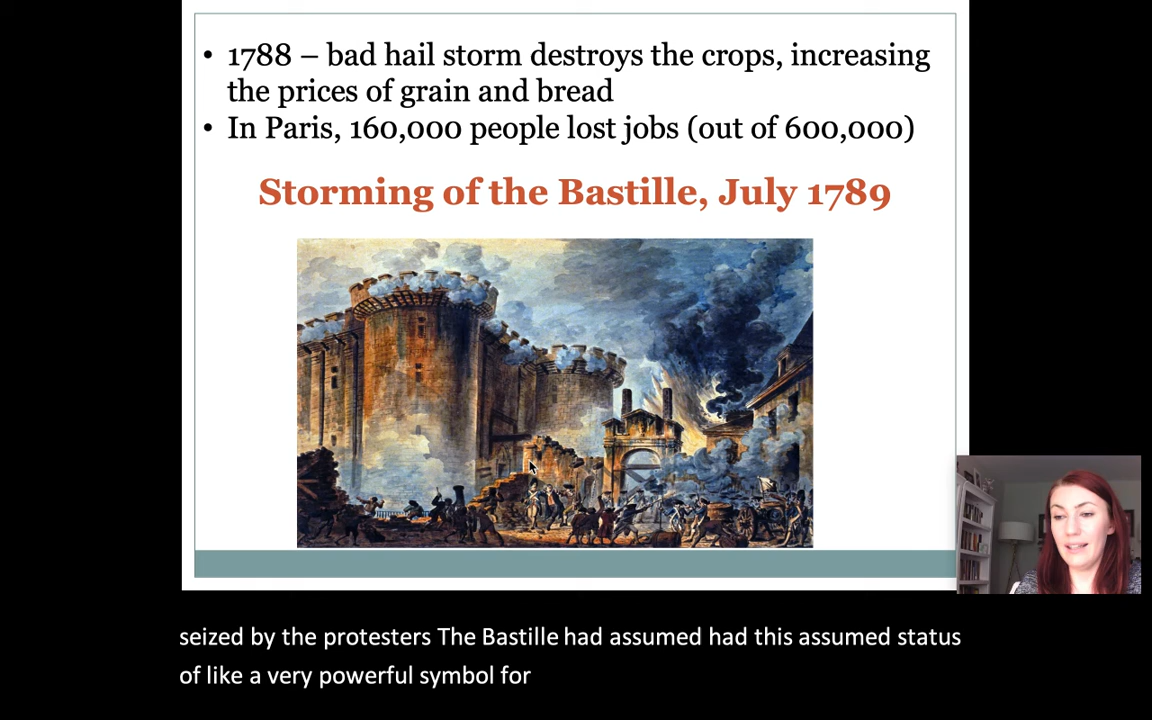 • 1788 – bad hail storm destroys the crops, increasing
the prices of grain and bread
• In Paris, 160,000 people lost jobs (out of 600,000)
Storming of the Bastille, July 1789
seized by the protesters The Bastille had assumed had this assumed status
of like a very powerful symbol for